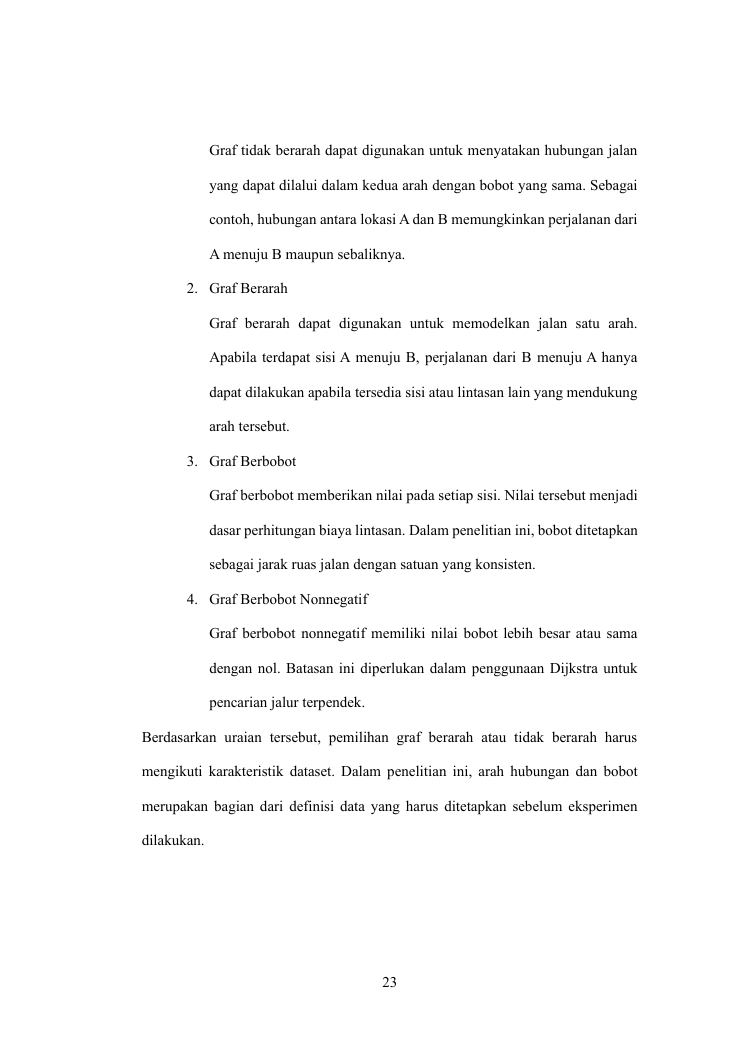 Graf tidak berarah dapat digunakan untuk menyatakan hubungan jalan
yang dapat dilalui dalam kedua arah dengan bobot yang sama. Sebagai
contoh, hubungan antara lokasi A dan B memungkinkan perjalanan dari
A menuju B maupun sebaliknya.
2. Graf Berarah
Graf berarah dapat digunakan untuk memodelkan jalan satu arah.
Apabila terdapat sisi A menuju B, perjalanan dari B menuju A hanya
dapat dilakukan apabila tersedia sisi atau lintasan lain yang mendukung
arah tersebut.
3. Graf Berbobot
Graf berbobot memberikan nilai pada setiap sisi. Nilai tersebut menjadi
dasar perhitungan biaya lintasan. Dalam penelitian ini, bobot ditetapkan
sebagai jarak ruas jalan dengan satuan yang konsisten.
4. Graf Berbobot Nonnegatif
Graf berbobot nonnegatif memiliki nilai bobot lebih besar atau sama
dengan nol. Batasan ini diperlukan dalam penggunaan Dijkstra untuk
pencarian jalur terpendek.
Berdasarkan uraian tersebut, pemilihan graf berarah atau tidak berarah harus
mengikuti karakteristik dataset. Dalam penelitian ini, arah hubungan dan bobot
merupakan bagian dari definisi data yang harus ditetapkan sebelum eksperimen
dilakukan.
23